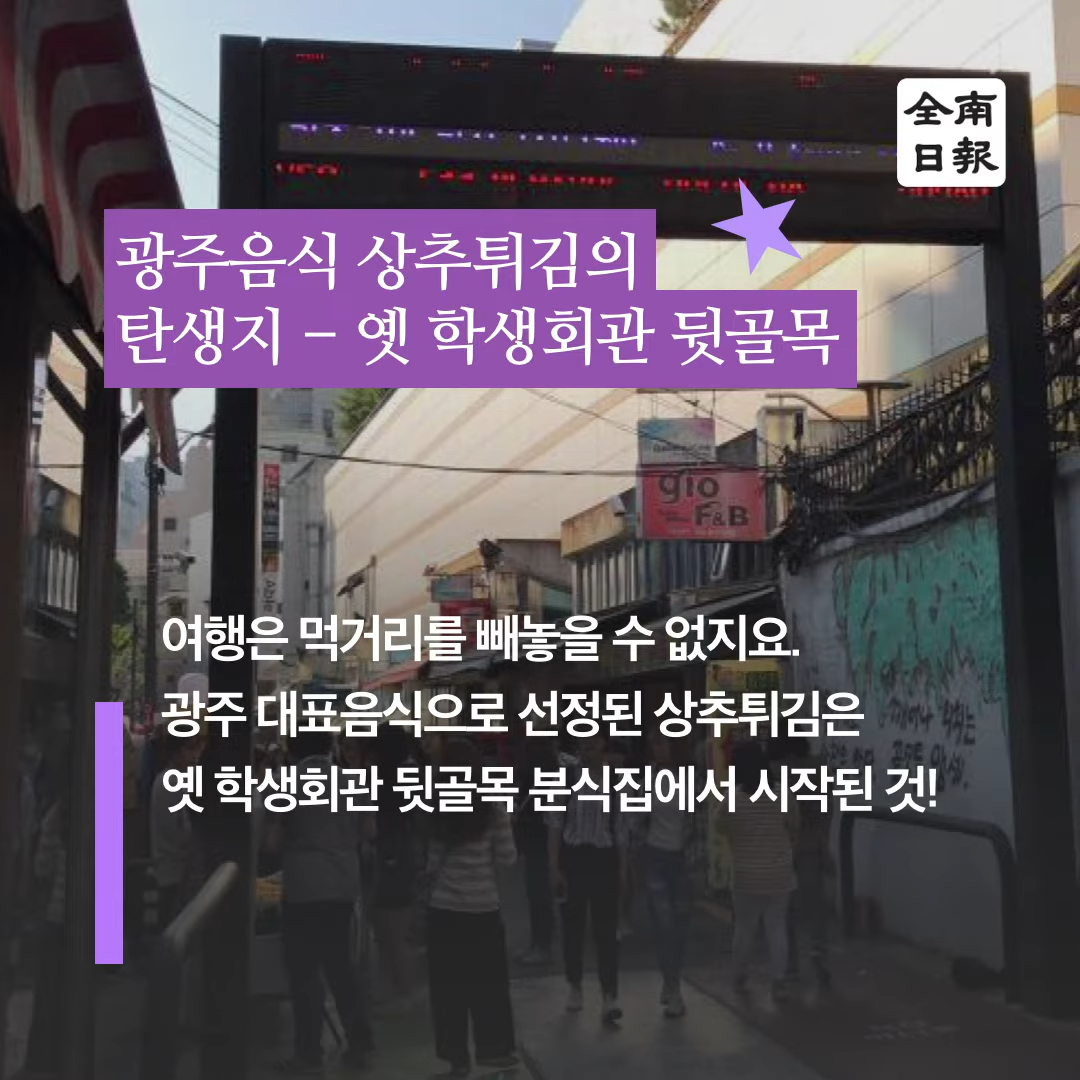 全南
日報
광주음식 상추튀김의
탄생지 – 옛 학생회관 뒷골목
glo
F&B
여행은 먹거리를 빼놓을 수 없지요.
광주 대표음식으로 선정된 상추튀김은
옛 학생회관 뒷골목 분식집에서 시작된 것!